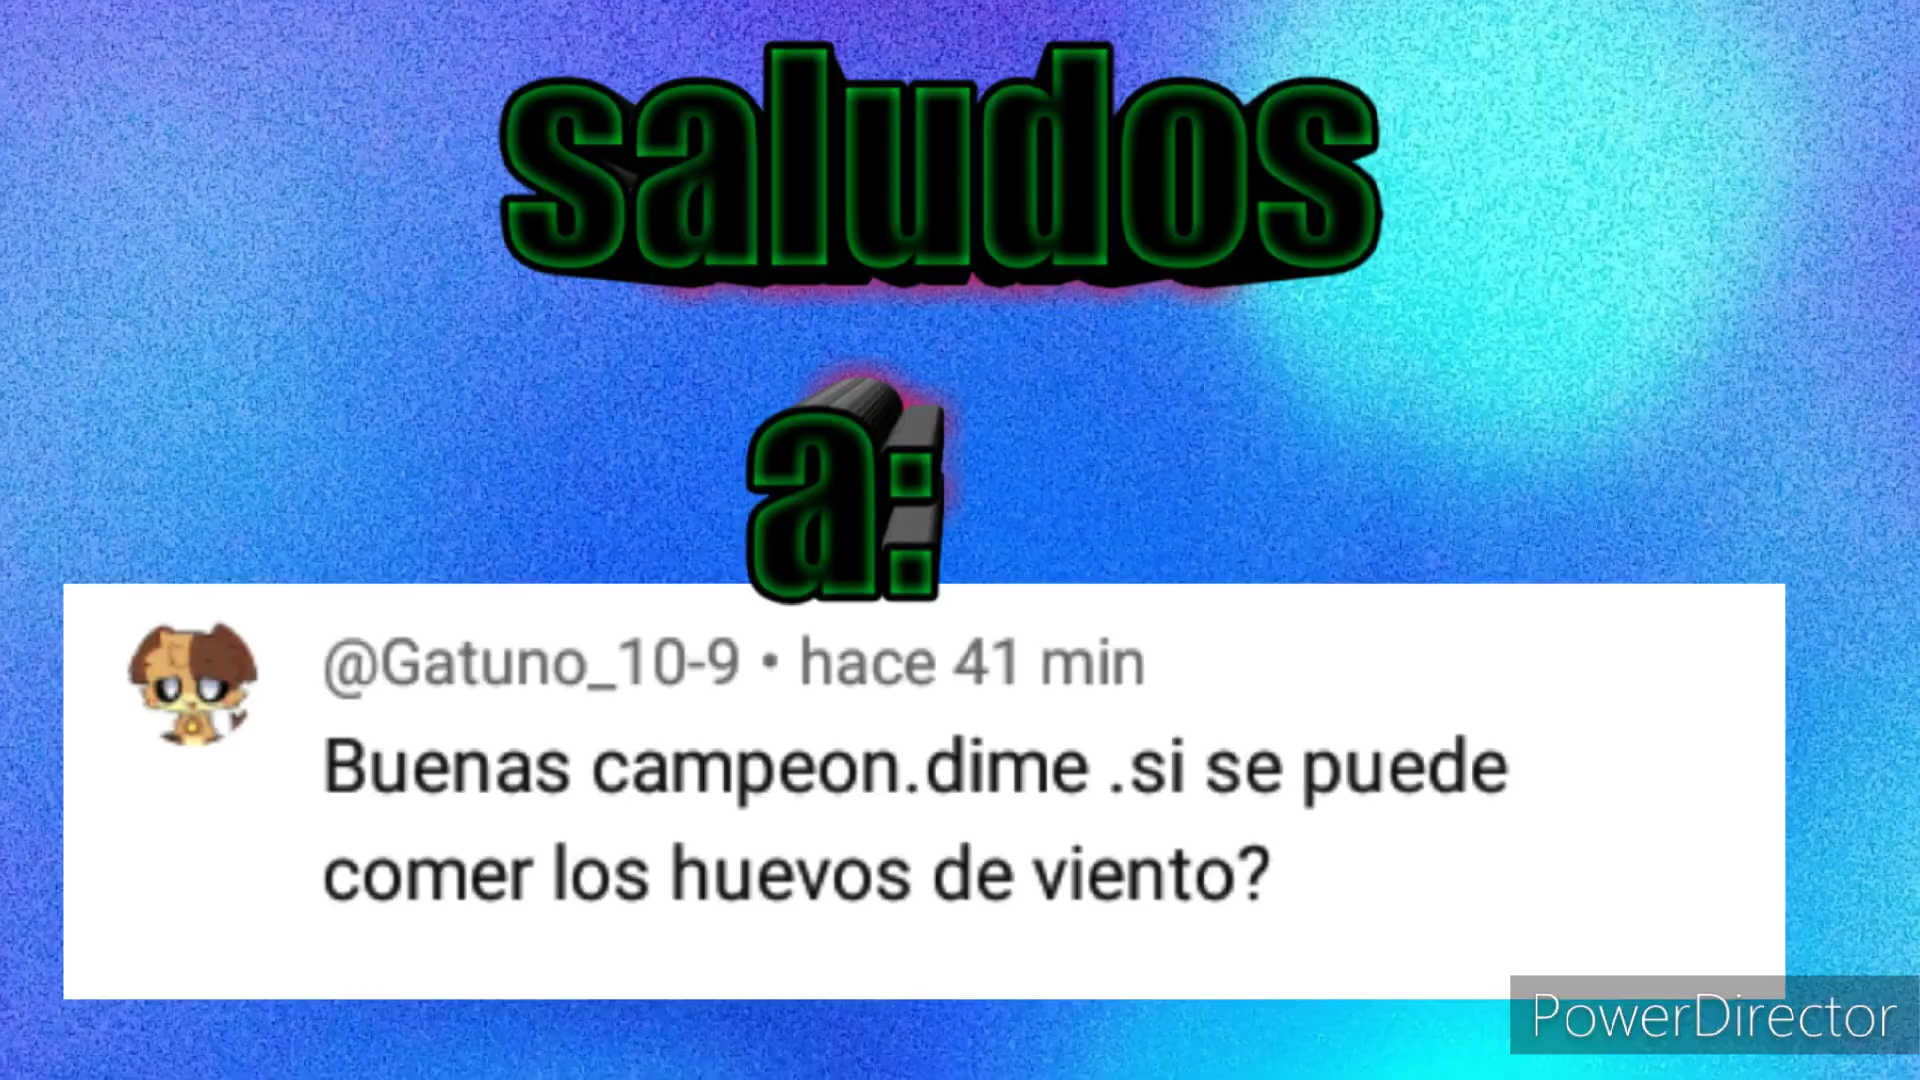 saludos
a:
@Gatuno_10-9 • hace 41 min
Buenas campeon.dime .si se puede
comer los huevos de viento?
PowerDirector